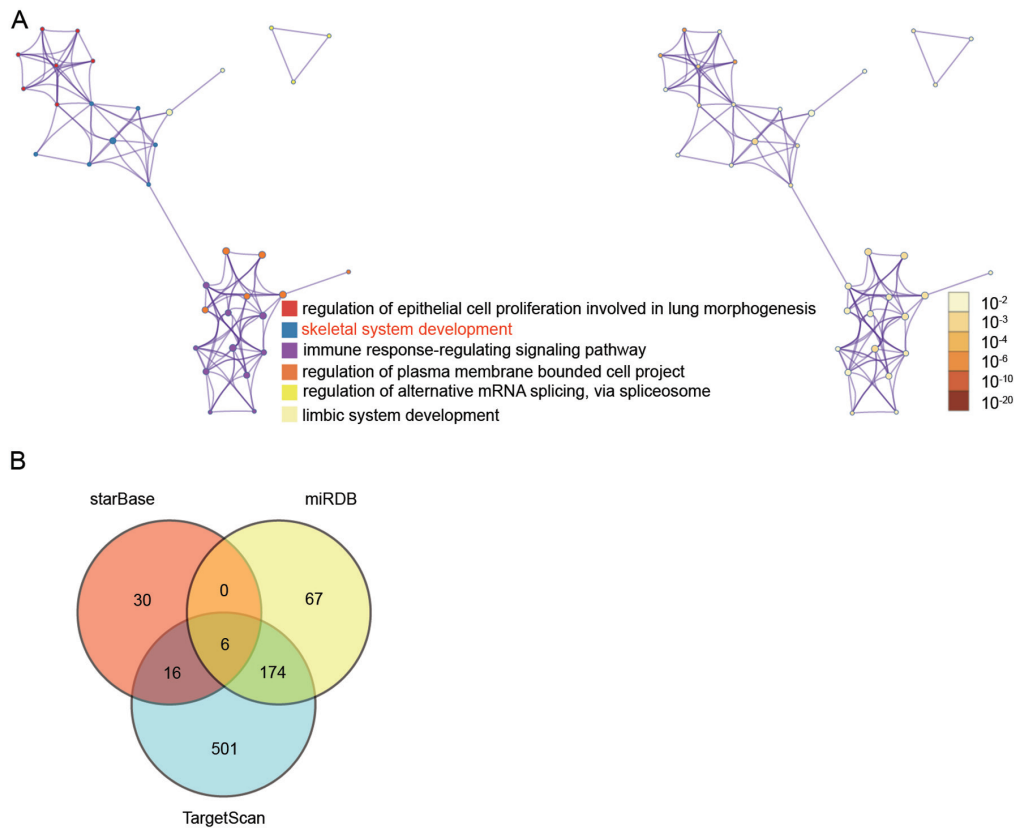 A
regulation of epithelial cell proliferation involved in lung morphogenesis
skeletal system development
immune response-regulating signaling pathway
regulation of plasma membrane bounded cell project
regulation of alternative mRNA splicing, via spliceosome
limbic system development
10-2
10-3
10-4
10-6
10-10
10-20
B
starBase
miRDB
30
0
67
6
16
174
501
TargetScan